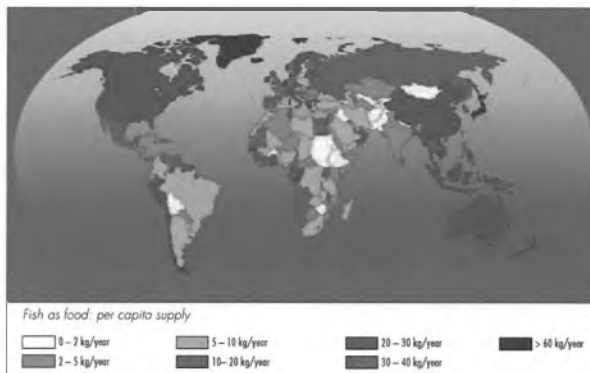 Fish as food: per capita supply
0 – 2 kg/year
5 – 10 kg/year
20 – 30 kg/year
> 60 kg/year
2 – 5 kg/year
10– 20 kg/year
30 – 40 kg/year